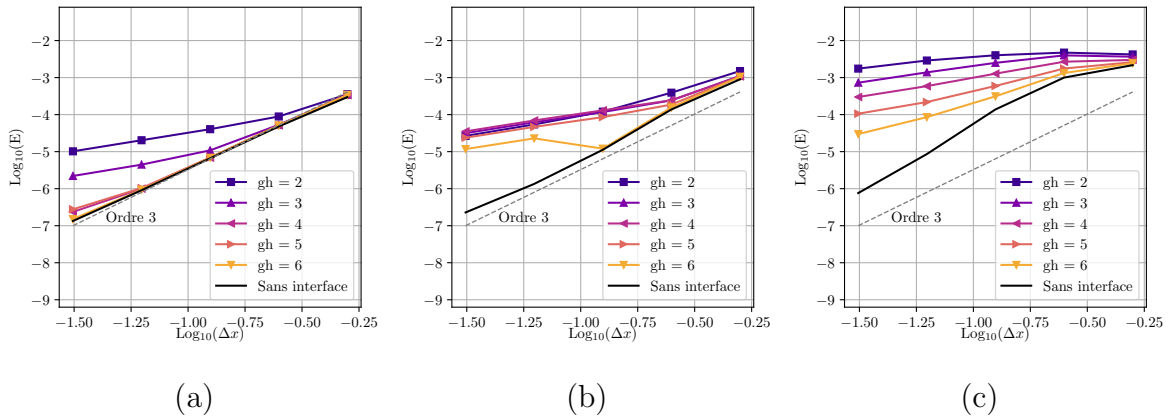 −2
−3
−4
−5
−6
−7
−8
−9
Log₁₀(E)
−1.50 −1.25 −1.00 −0.75 −0.50 −0.25
Log₁₀(Δx)
Ordre 3
gh = 2
gh = 3
gh = 4
gh = 5
gh = 6
Sans interface
(a)
−2
−3
−4
−5
−6
−7
−8
−9
Log₁₀(E)
−1.50 −1.25 −1.00 −0.75 −0.50 −0.25
Log₁₀(Δx)
Ordre 3
gh = 2
gh = 3
gh = 4
gh = 5
gh = 6
Sans interface
(b)
−2
−3
−4
−5
−6
−7
−8
−9
Log₁₀(E)
−1.50 −1.25 −1.00 −0.75 −0.50 −0.25
Log₁₀(Δx)
Ordre 3
gh = 2
gh = 3
gh = 4
gh = 5
gh = 6
Sans interface
(c)